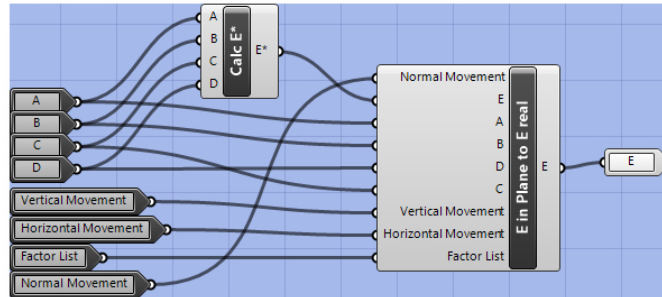 A
B
C
D
Calc E*
E*
A
B
C
D
Vertical Movement
Horizontal Movement
Factor List
Normal Movement
Normal Movement
E
A
B
D
C
Vertical Movement
Horizontal Movement
Factor List
E in Plane to E real
E
E